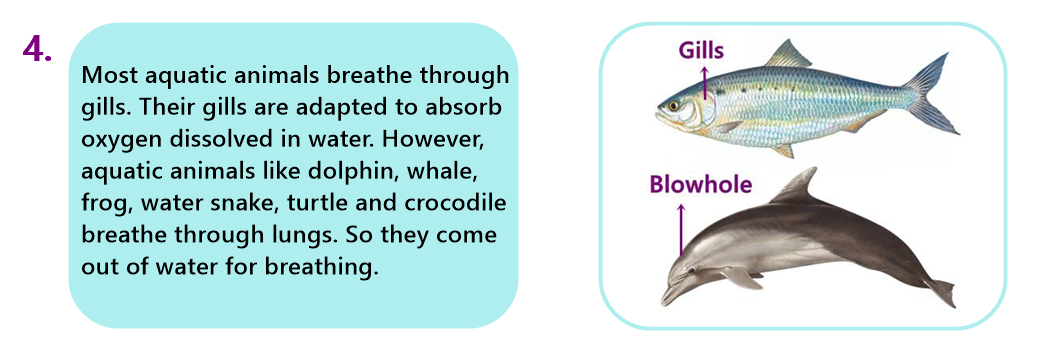 4.
Most aquatic animals breathe through
gills. Their gills are adapted to absorb
oxygen dissolved in water. However,
aquatic animals like dolphin, whale,
frog, water snake, turtle and crocodile
breathe through lungs. So they come
out of water for breathing.
Gills
Blowhole